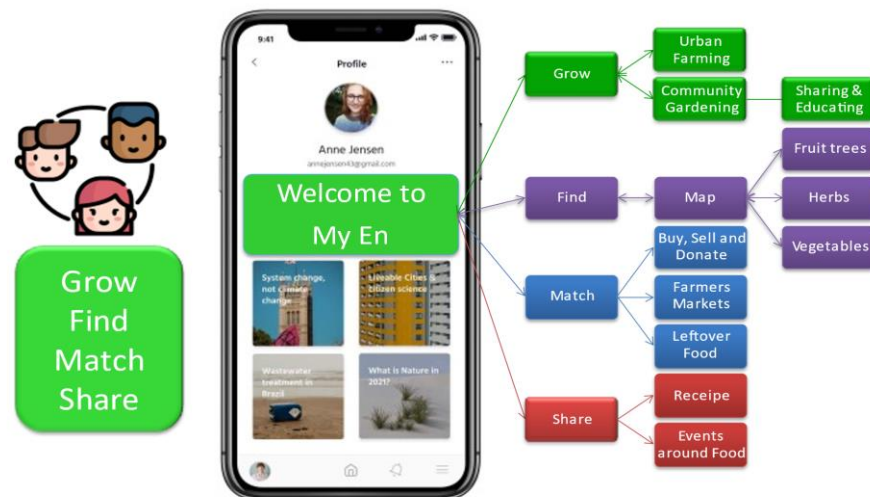 Grow
Find
Match
Share
9:41
Profile
Anne Jensen
annejensen43@gmail.com
Welcome to
My En
System change,
not climate
change
Liveable Cities &
citizen science
Wastewater
treatment in
Brazil
What is Nature in
2021?
Grow
Urban
Farming
Community
Gardening
Sharing &
Educating
Find
Map
Fruit trees
Herbs
Vegetables
Match
Buy, Sell and
Donate
Farmers
Markets
Leftover
Food
Share
Receipe
Events
around Food